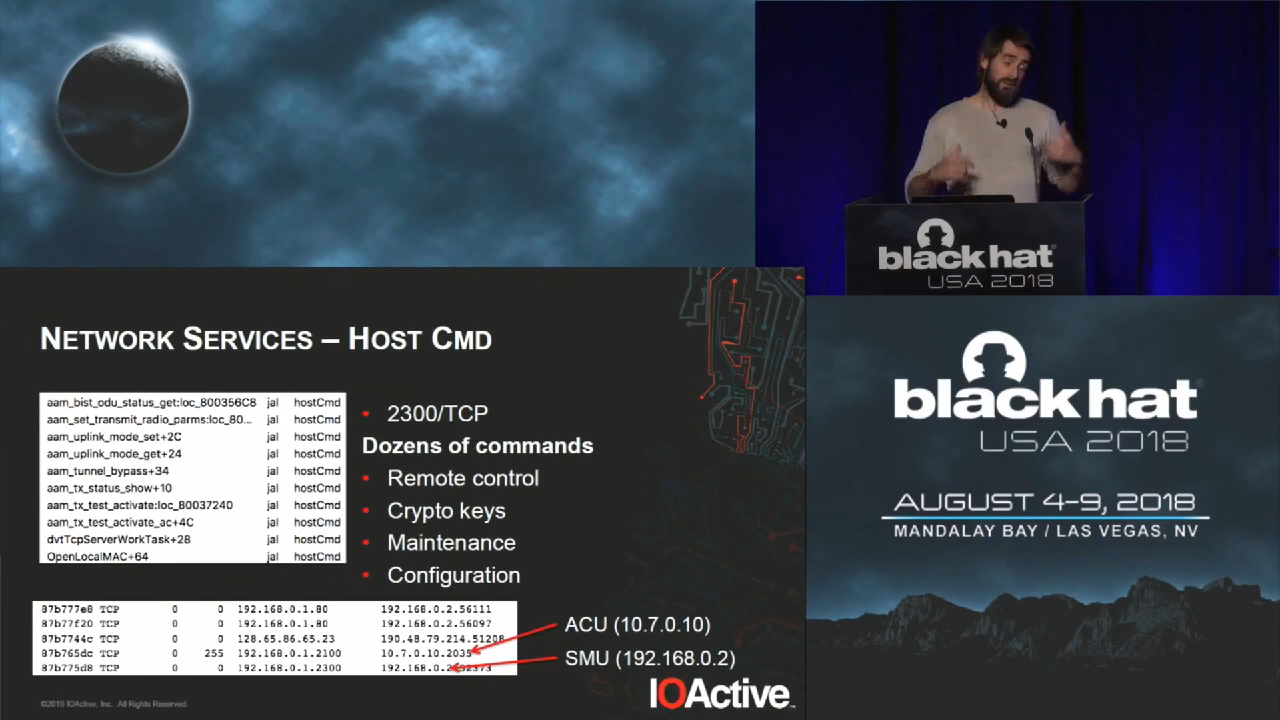 black hat
USA 2018
NETWORK SERVICES – HOST CMD
aam_bist_odu_status_get:loc_800356C8 jal hostCmd
aam_set_transmit_radio_parms:loc_80... jal hostCmd
aam_uplink_mode_set+2C jal hostCmd
aam_uplink_mode_get+24 jal hostCmd
aam_tunnel_bypass+34 jal hostCmd
aam_tx_status_show+10 jal hostCmd
aam_tx_test_activate:loc_80037240 jal hostCmd
aam_tx_test_activate_ac+4C jal hostCmd
dvtTcpServerWorkTask+28 jal hostCmd
OpenLocalMAC+64 jal hostCmd
• 2300/TCP
Dozens of commands
• Remote control
• Crypto keys
• Maintenance
• Configuration
87b777e8 TCP 0 0 192.168.0.1.80 192.168.0.2.56111
87b77f20 TCP 0 0 192.168.0.1.80 192.168.0.2.56097
87b7744c TCP 0 0 128.65.86.65.23 190.48.79.214.51208
87b765dc TCP 0 255 192.168.0.1.2100 10.7.0.10.2035
87b775d8 TCP 0 0 192.168.0.1.2300
ACU (10.7.0.10)
SMU (192.168.0.2)
IOActive
©2018 IOActive, Inc. All Rights Reserved.
black hat
USA 2018
AUGUST 4-9, 2018
MANDALAY BAY / LAS VEGAS, NV